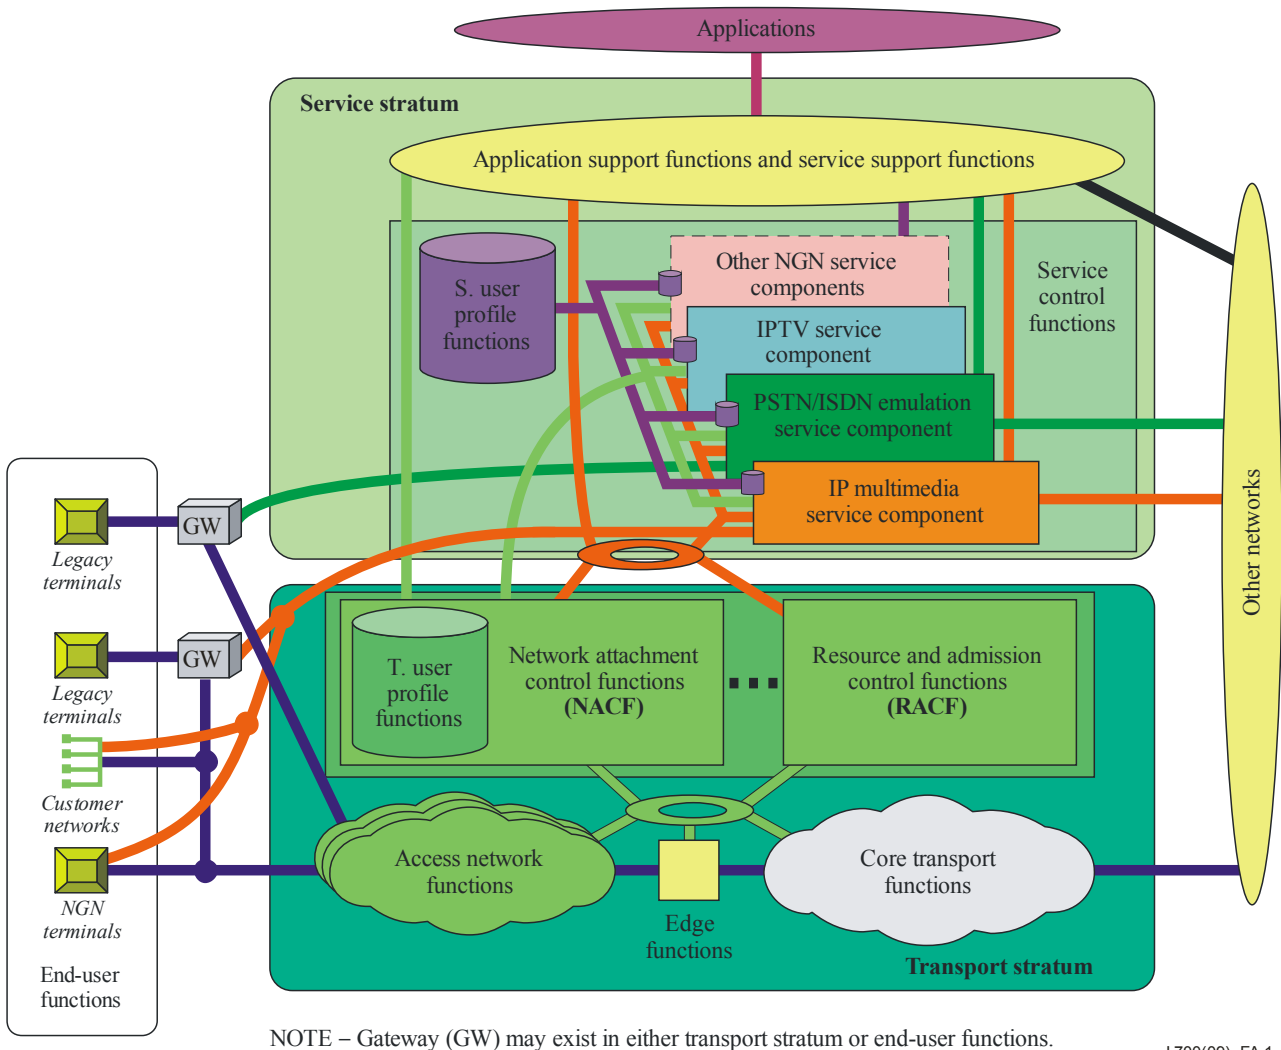 Applications
Service stratum
Application support functions and service support functions
S. user
profile
functions
Other NGN service
components
Service
control
functions
IPTV service
component
PSTN/ISDN emulation
service component
IP multimedia
service component
Other networks
GW
Legacy
terminals
GW
Legacy
terminals
Customer
networks
NGN
terminals
End-user
functions
T. user
profile
functions
Network attachment
control functions
(NACF)
Resource and admission
control functions
(RACF)
Access network
functions
Edge
functions
Core transport
functions
Transport stratum
NOTE – Gateway (GW) may exist in either transport stratum or end-user functions.